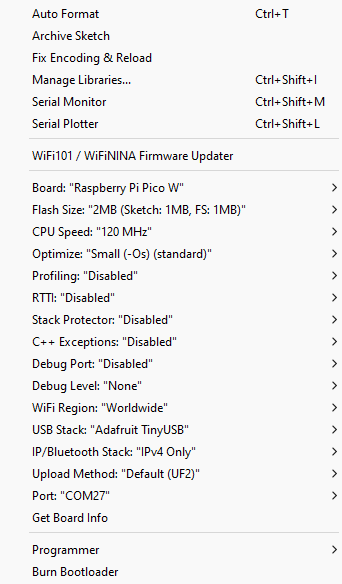 Auto Format Ctrl+T
Archive Sketch
Fix Encoding & Reload
Manage Libraries... Ctrl+Shift+I
Serial Monitor Ctrl+Shift+M
Serial Plotter Ctrl+Shift+L
WiFi101 / WiFiNINA Firmware Updater
Board: "Raspberry Pi Pico W"
Flash Size: "2MB (Sketch: 1MB, FS: 1MB)"
CPU Speed: "120 MHz"
Optimize: "Small (-Os) (standard)"
Profiling: "Disabled"
RTTI: "Disabled"
Stack Protector: "Disabled"
C++ Exceptions: "Disabled"
Debug Port: "Disabled"
Debug Level: "None"
WiFi Region: "Worldwide"
USB Stack: "Adafruit TinyUSB"
IP/Bluetooth Stack: "IPv4 Only"
Upload Method: "Default (UF2)"
Port: "COM27"
Get Board Info
Programmer
Burn Bootloader